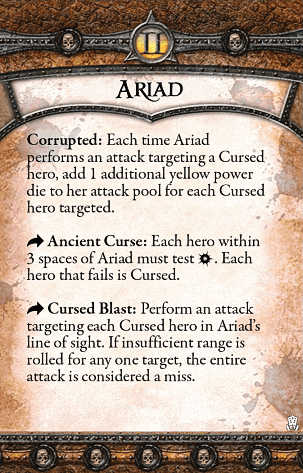 II
ARIAD
Corrupted: Each time Ariad
performs an attack targeting a Cursed
hero, add 1 additional yellow power
die to her attack pool for each Cursed
hero targeted.
Ancient Curse: Each hero within
3 spaces of Ariad must test . Each
hero that fails is Cursed.
Cursed Blast: Perform an attack
targeting each Cursed hero in Ariad's
line of sight. If insufficient range is
rolled for any one target, the entire
attack is considered a miss.